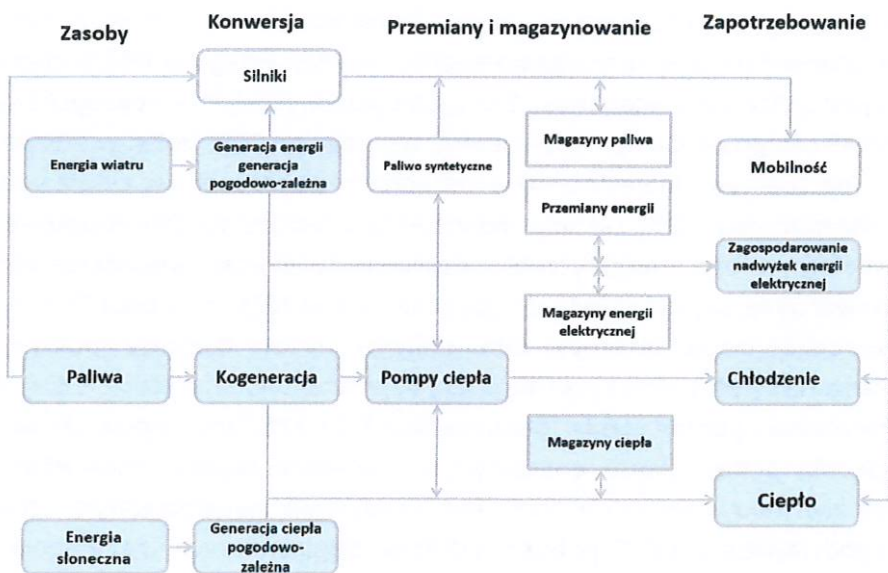 Zasoby
Konwersja
Przemiany i magazynowanie
Zapotrzebowanie
Silniki
Energia wiatru
Generacja energii
generacja
pogodowo-zależna
Paliwo syntetyczne
Magazyny paliwa
Mobilność
Przemiany energii
Zagospodarowanie
nadwyżek energii
elektrycznej
Magazyny energii
elektrycznej
Paliwa
Kogeneracja
Pompy ciepła
Chłodzenie
Magazyny ciepła
Ciepło
Energia
słoneczna
Generacja ciepła
pogodowo-
zależna